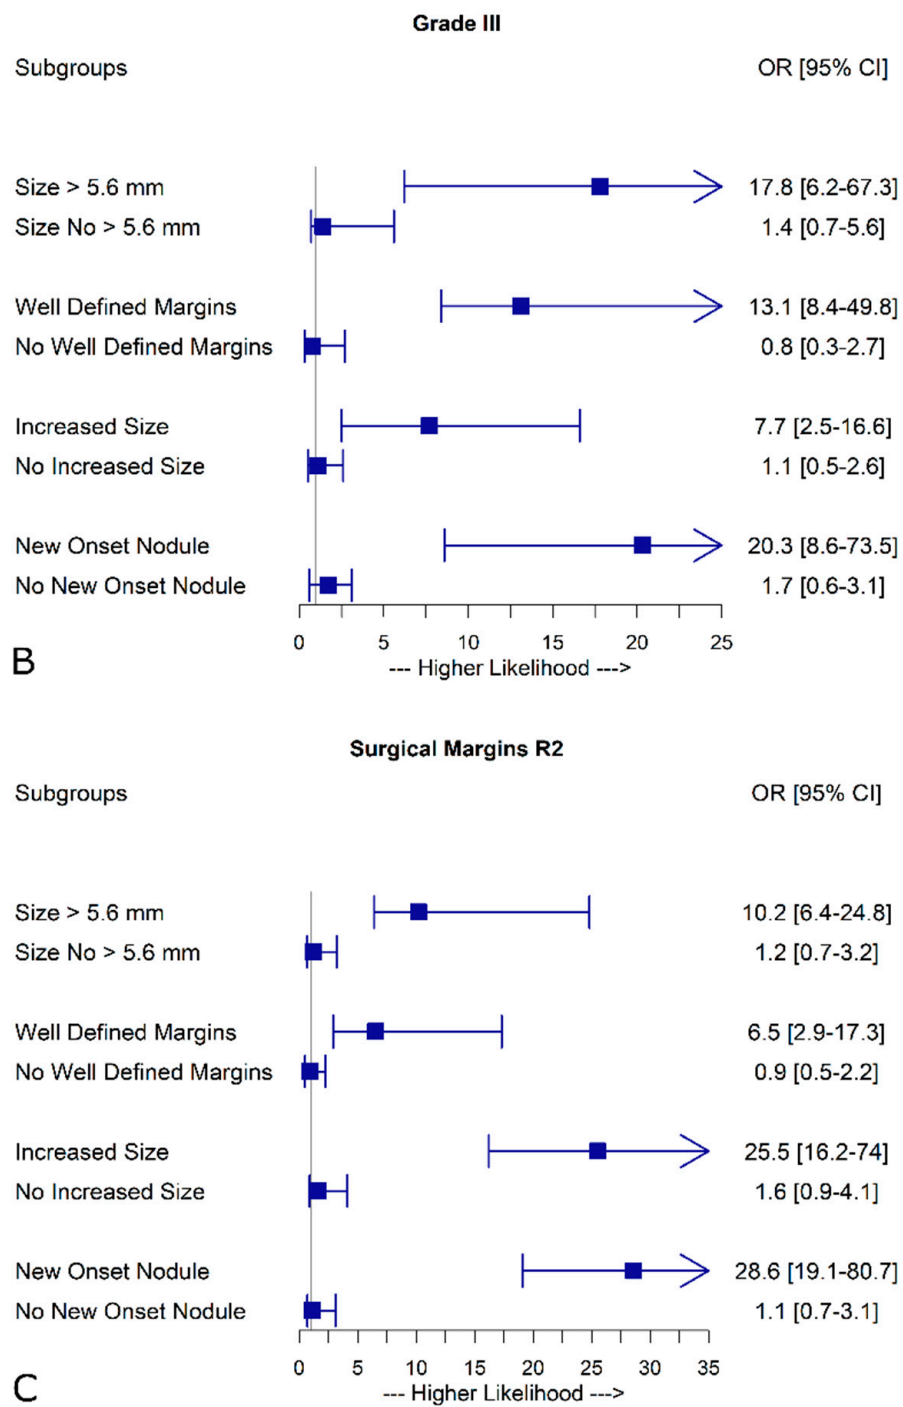 Grade III
Subgroups OR [95% CI]
Size > 5.6 mm 17.8 [6.2-67.3]
Size No > 5.6 mm 1.4 [0.7-5.6]
Well Defined Margins 13.1 [8.4-49.8]
No Well Defined Margins 0.8 [0.3-2.7]
Increased Size 7.7 [2.5-16.6]
No Increased Size 1.1 [0.5-2.6]
New Onset Nodule 20.3 [8.6-73.5]
No New Onset Nodule 1.7 [0.6-3.1]
0 5 10 15 20 25
--- Higher Likelihood --->
B
Surgical Margins R2
Subgroups OR [95% CI]
Size > 5.6 mm 10.2 [6.4-24.8]
Size No > 5.6 mm 1.2 [0.7-3.2]
Well Defined Margins 6.5 [2.9-17.3]
No Well Defined Margins 0.9 [0.5-2.2]
Increased Size 25.5 [16.2-74]
No Increased Size 1.6 [0.9-4.1]
New Onset Nodule 28.6 [19.1-80.7]
No New Onset Nodule 1.1 [0.7-3.1]
0 5 10 15 20 25 30 35
--- Higher Likelihood --->
C